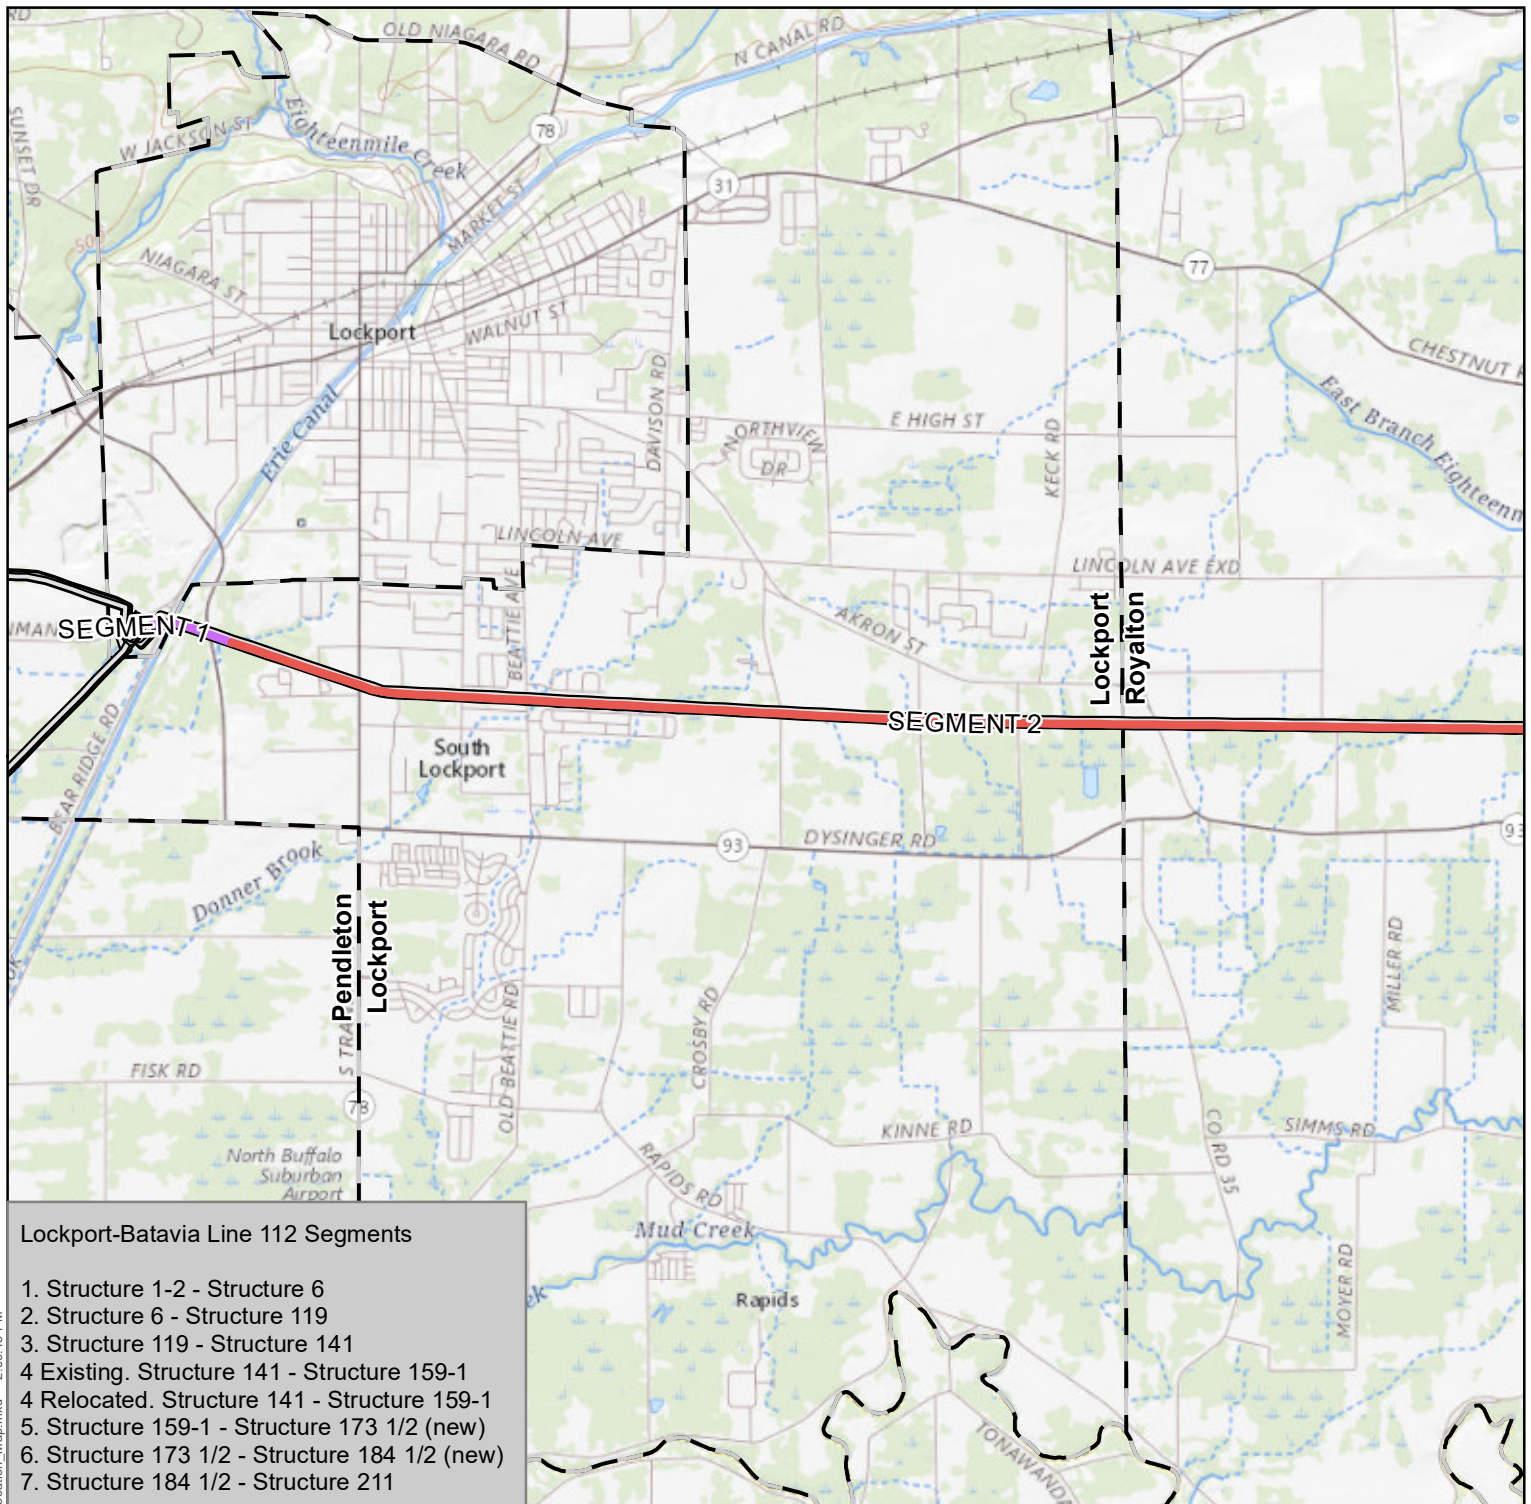 RD
OLD NIAGARA RD
N CANAL RD
SUNSET DR
Eighteenmile Creek
78
W JACKSON ST
31
MARKET ST
500
NIAGARA ST
77
Lockport
WALNUT ST
CHESTNUT
DAVISON RD
East Branch
Erie Canal
E HIGH ST
NORTHVIEW
DR
KECK RD
LINCOLN AVE
LINCOLN AVE EXD
BEATTIE AVE
AKRON ST
Lockport
Royalton
SEGMENT 1
SEGMENT 2
BEAR RIDGE RD
South
Lockport
93
DYSINGER RD
93
Donner Brook
Pendleton
Lockport
MILLER RD
OLD BEATTIE RD
CROSBY RD
FISK RD
78
KINNE RD
CO RD 35
SIMMS RD
North Buffalo
Suburban
Airport
RAPIDS RD
Mud Creek
MOYER RD
Rapids
TONAWANDA
Lockport-Batavia Line 112 Segments
1. Structure 1-2 - Structure 6
2. Structure 6 - Structure 119
3. Structure 119 - Structure 141
4 Existing. Structure 141 - Structure 159-1
4 Relocated. Structure 141 - Structure 159-1
5. Structure 159-1 - Structure 173 1/2 (new)
6. Structure 173 1/2 - Structure 184 1/2 (new)
7. Structure 184 1/2 - Structure 211